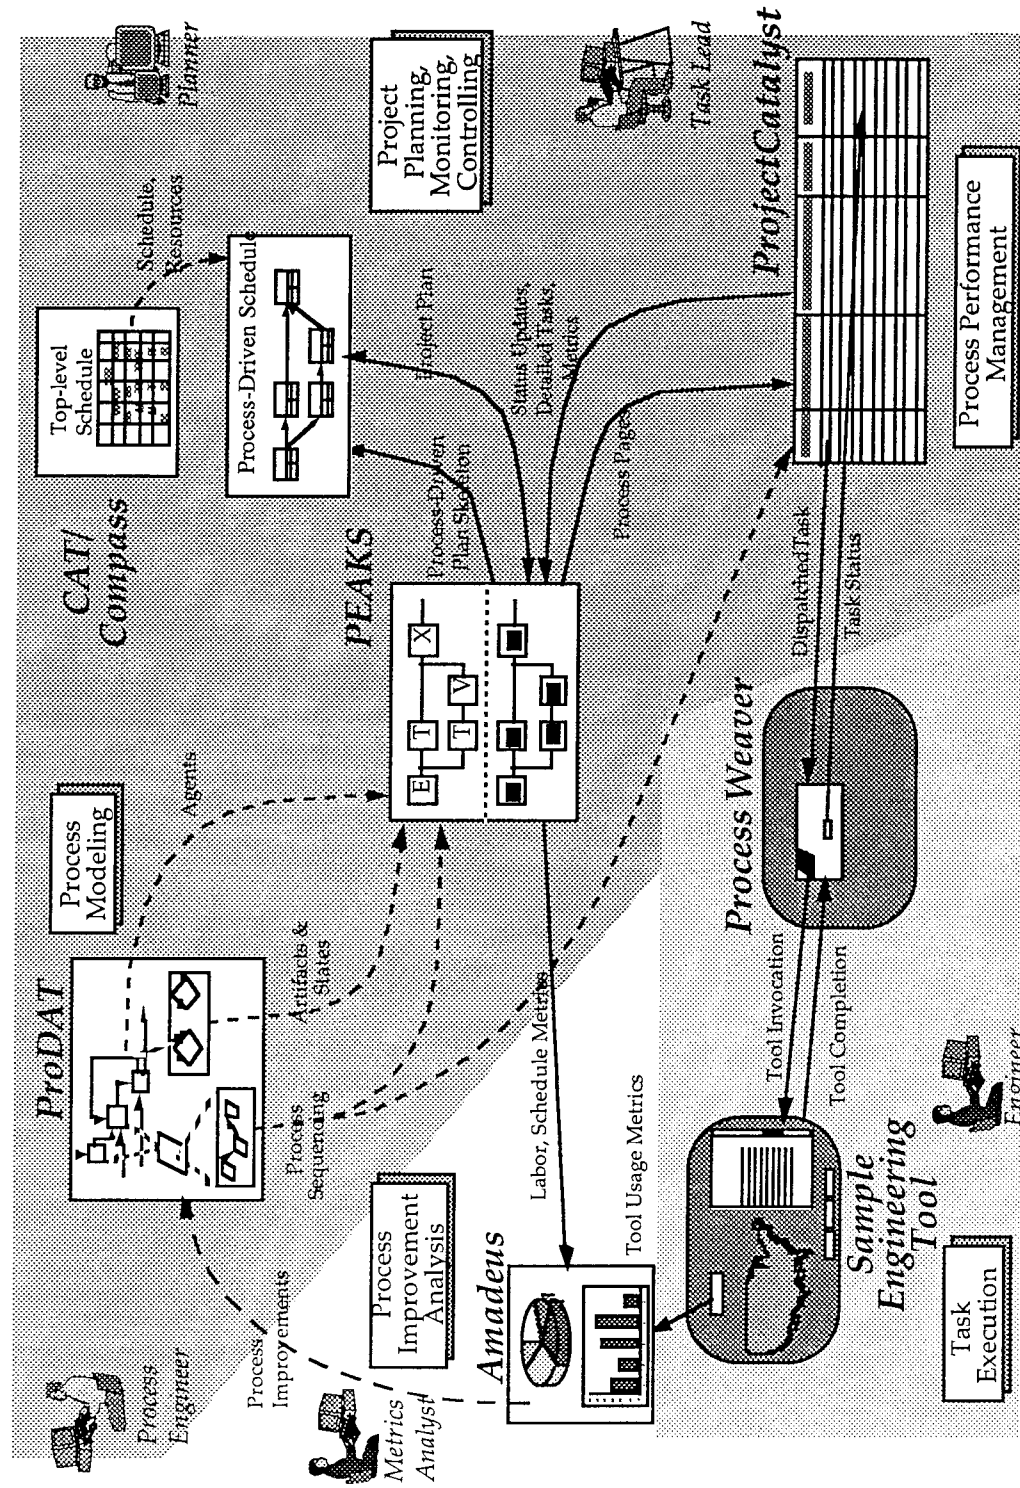 Process
Engineer
Process
Improvements
Metrics
Analyst
ProDAT
Process
Sequencing
Artifacts &
States
Process
Modeling
Agents
CAT/
Compass
Top-level
Schedule
Schedule,
Resources
Planner
Process-Driven Schedule
Project
Planning,
Monitoring,
Controlling
Task Lead
PEAKS
E
T
T
V
X
Process-Driven
Plan Skeleton
Project Plan
Status Updates,
Detailed Tasks,
Metrics
Process Pages
Process
Improvement
Analysis
Amadeus
Labor, Schedule Metrics
Tool Usage Metrics
Sample
Engineering
Tool
Task
Execution
Tool Invocation
Tool Completion
Engineer
Process Weaver
DispatchedTask
Task Status
ProjectCatalyst
Process Performance
Management